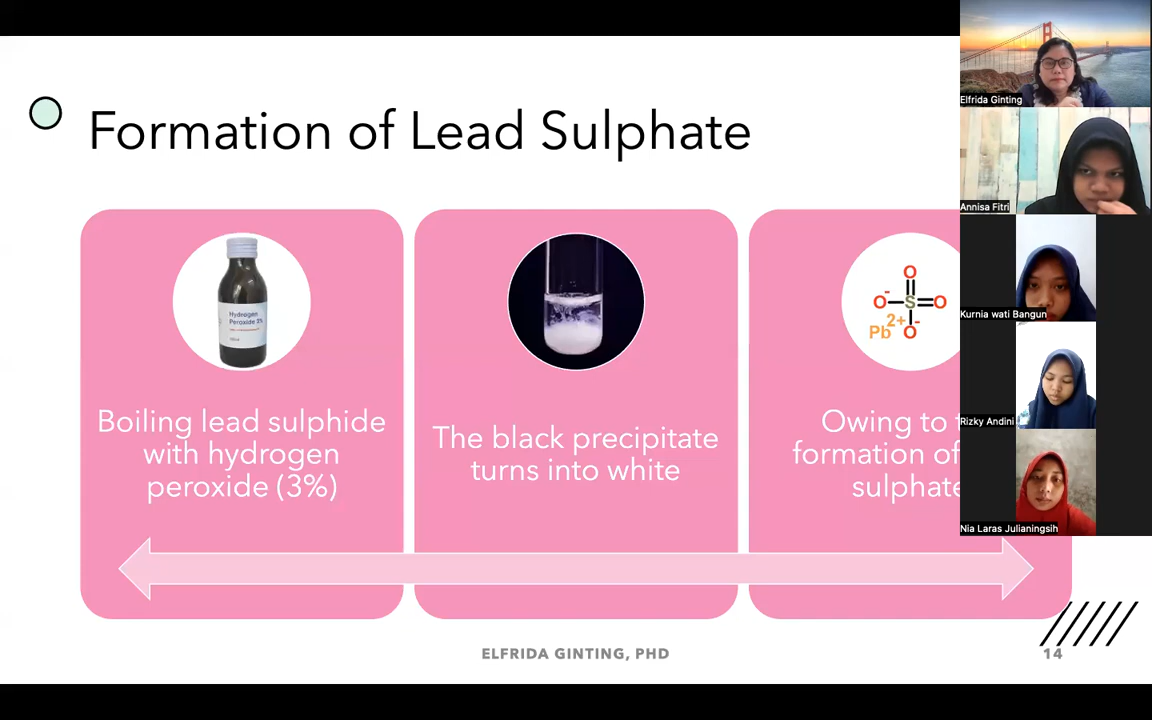 Formation of Lead Sulphate
Hydrogen
Peroxide 3%
Boiling lead sulphide
with hydrogen
peroxide (3%)
The black precipitate
turns into white
O
O- S O
Pb2+ O-
Owing to
formation of
sulphate
ELFRIDA GINTING, PHD
14
Elfrida Ginting
Annisa Fitri
Kurnia wati Bangun
Rizky Andini
Nia Laras Julianingsih